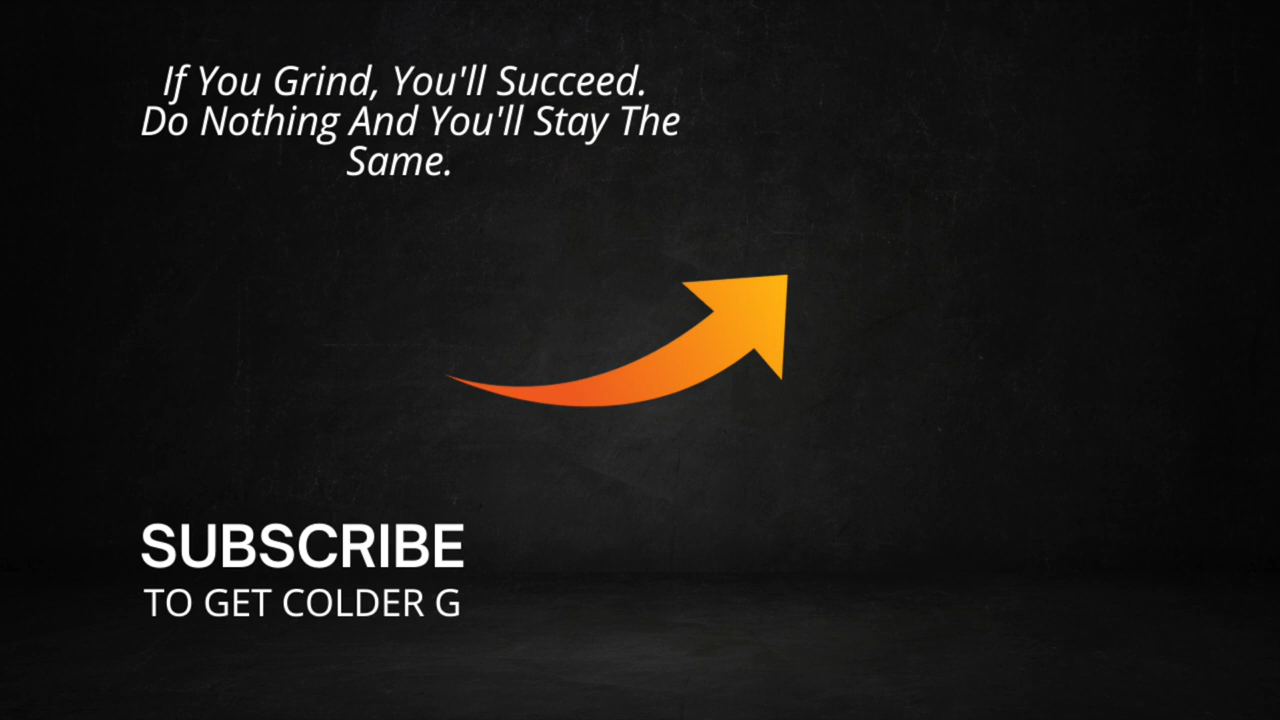 If You Grind, You'll Succeed.
Do Nothing And You'll Stay The
Same.
SUBSCRIBE
TO GET COLDER G